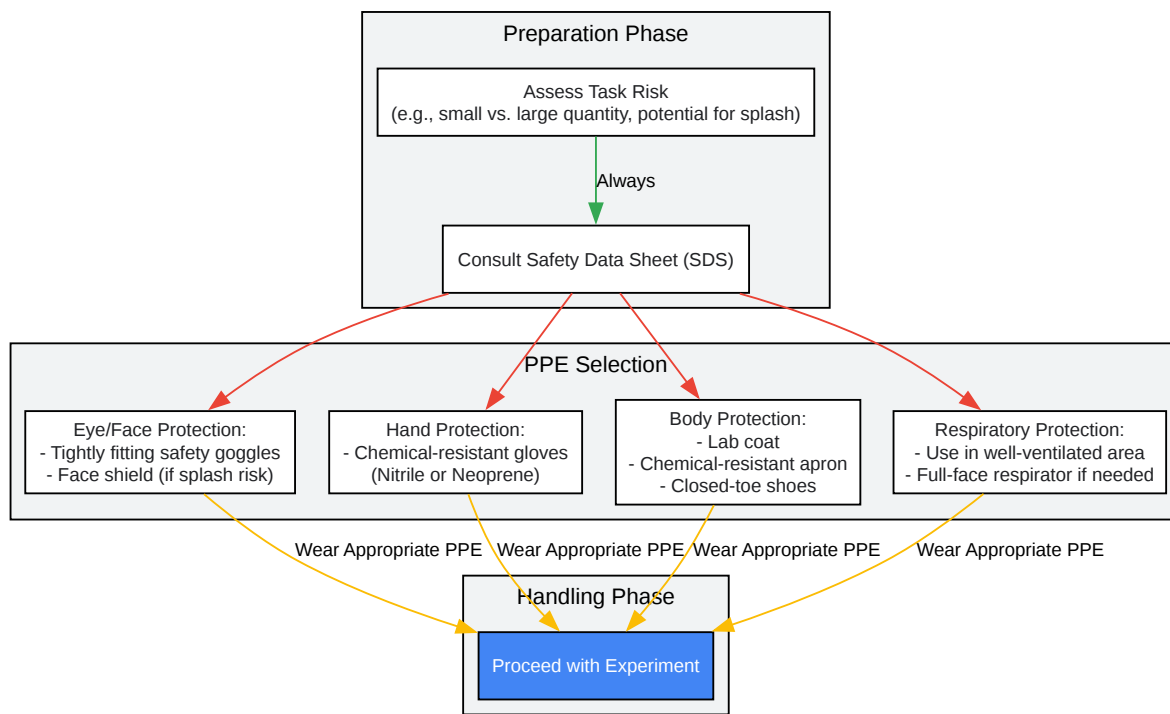 Preparation Phase
Assess Task Risk
(e.g., small vs. large quantity, potential for splash)
Always
Consult Safety Data Sheet (SDS)
PPE Selection
Eye/Face Protection:
- Tightly fitting safety goggles
- Face shield (if splash risk)
Hand Protection:
- Chemical-resistant gloves
(Nitrile or Neoprene)
Body Protection:
- Lab coat
- Chemical-resistant apron
- Closed-toe shoes
Respiratory Protection:
- Use in well-ventilated area
- Full-face respirator if needed
Wear Appropriate PPE
Wear Appropriate PPE
Wear Appropriate PPE
Wear Appropriate PPE
Handling Phase
Proceed with Experiment